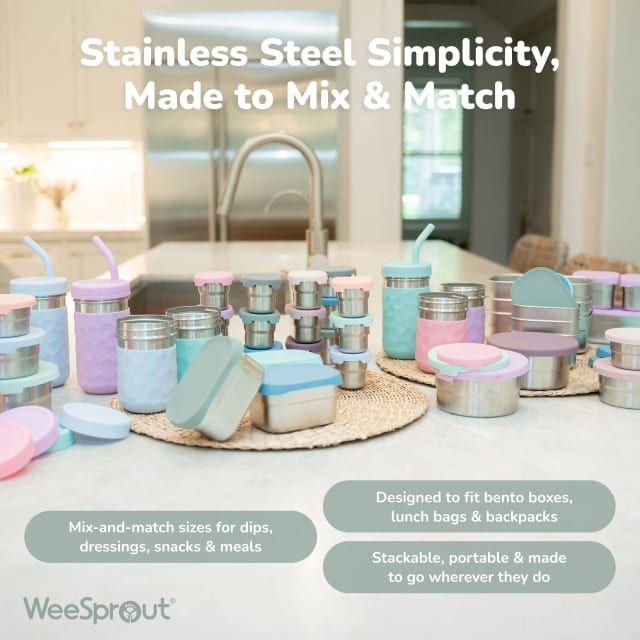 Stainless Steel Simplicity,
Made to Mix & Match
Designed to fit bento boxes,
lunch bags & backpacks
Mix-and-match sizes for dips,
dressings, snacks & meals
Stackable, portable & made
to go wherever they do
WeeSprout®